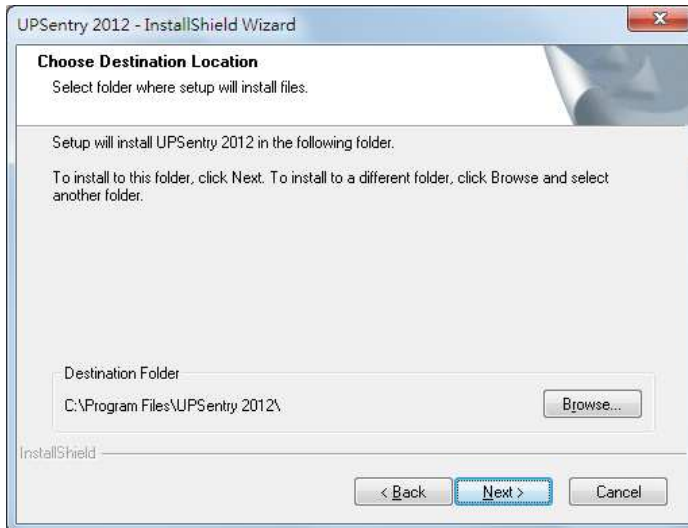 UPSentry 2012 - InstallShield Wizard
Choose Destination Location
Select folder where setup will install files.
Setup will install UPSentry 2012 in the following folder.
To install to this folder, click Next. To install to a different folder, click Browse and select
another folder.
Destination Folder
C:\Program Files\UPSentry 2012\
Browse...
InstallShield
< Back
Next >
Cancel